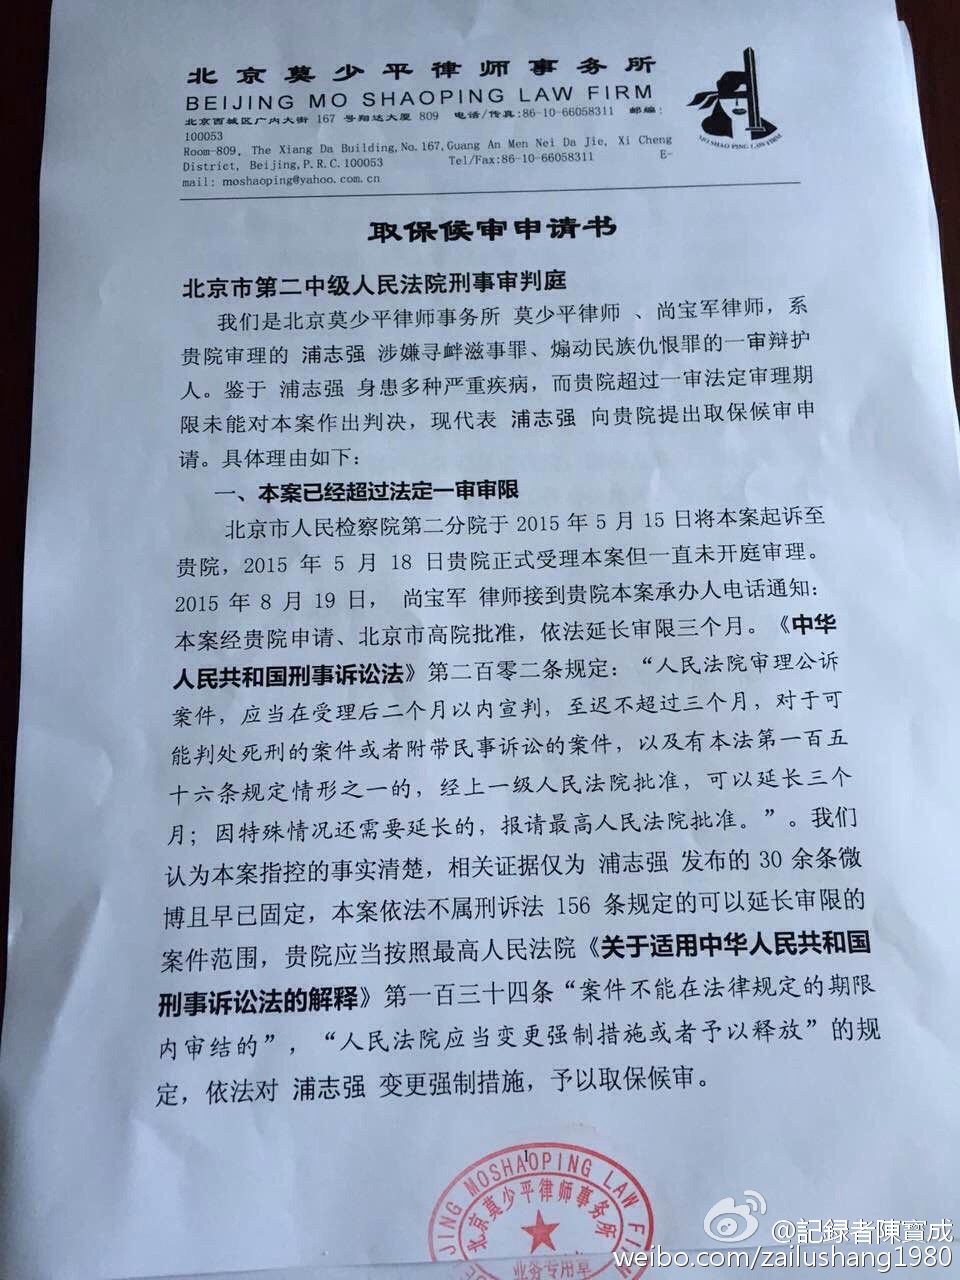 北京莫少平律师事务所
BEIJING MO SHAOPING LAW FIRM
北京西城区广内大街 167 号翔达大厦 809 电话/传真:86-10-66058311 邮编:
100053
Room-809, The Xiang Da Building,No.167,Guang An Men Nei Da Jie, Xi Cheng
District, Beijing,P.R.C.100053 Tel/Fax:86-10-66058311 E-
mail: moshaoping@yahoo.com.cn
MO SHAO PING LAW FIRM
取保候审申请书
北京市第二中级人民法院刑事审判庭
我们是北京莫少平律师事务所 莫少平律师 、尚宝军律师，系
贵院审理的 浦志强 涉嫌寻衅滋事罪、煽动民族仇恨罪的一审辩护
人。鉴于 浦志强 身患多种严重疾病，而贵院超过一审法定审理期
限未能对本案作出判决，现代表 浦志强 向贵院提出取保候审申
请。具体理由如下：
一、本案已经超过法定一审审限
北京市人民检察院第二分院于 2015 年 5 月 15 日将本案起诉至
贵院，2015 年 5 月 18 日贵院正式受理本案但一直未开庭审理。
2015 年 8 月 19 日， 尚宝军 律师接到贵院本案承办人电话通知：
本案经贵院申请、北京市高院批准，依法延长审限三个月。《中华
人民共和国刑事诉讼法》第二百零二条规定：“人民法院审理公诉
案件，应当在受理后二个月以内宣判，至迟不超过三个月，对于可
能判处死刑的案件或者附带民事诉讼的案件，以及有本法第一百五
十六条规定情形之一的，经上一级人民法院批准，可以延长三个
月；因特殊情况还需要延长的，报请最高人民法院批准。”。我们
认为本案指控的事实清楚，相关证据仅为 浦志强 发布的 30 余条微
博且早已固定，本案依法不属刑诉法 156 条规定的可以延长审限的
案件范围，贵院应当按照最高人民法院《关于适用中华人民共和国
刑事诉讼法的解释》第一百三十四条“案件不能在法律规定的期限
内审结的”，“人民法院应当变更强制措施或者予以释放”的规
定，依法对 浦志强 变更强制措施，予以取保候审。
1
JING MOSHAOPING LAW FIRM
北京莫少平律师事务所
业务专用章
@記録者陳寶成
weibo.com/zailushang1980